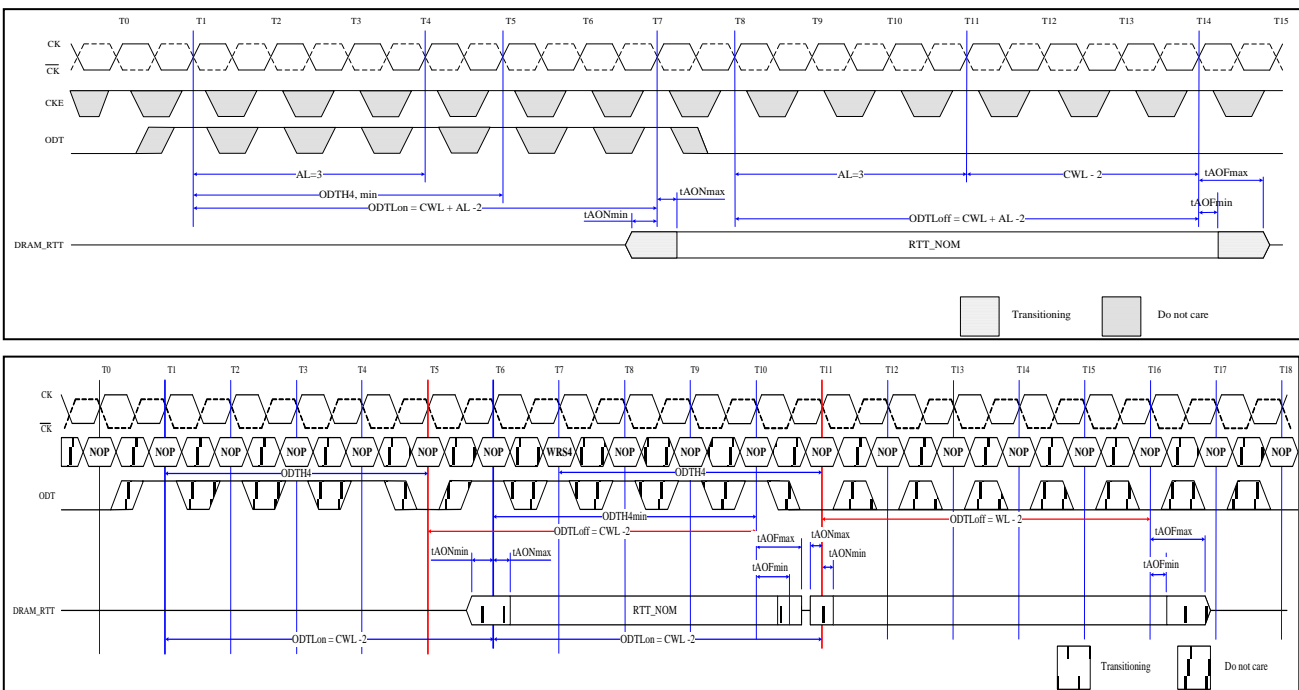 T0 T1 T2 T3 T4 T5 T6 T7 T8 T9 T10 T11 T12 T13 T14 T15
CK
CK
CKE
ODT
AL=3 AL=3 CWL - 2
tAOFmax
ODTH4, min tAONmax
ODTLon = CWL + AL -2 tAOFmin
tAONmin ODTLoff = CWL + AL -2
DRAM_RTT RTT_NOM
Transitioning Do not care
T0 T1 T2 T3 T4 T5 T6 T7 T8 T9 T10 T11 T12 T13 T14 T15 T16 T17 T18
CK
CK
NOP NOP NOP NOP NOP NOP NOP WRS4 NOP NOP NOP NOP NOP NOP NOP NOP NOP NOP NOP
ODTH4 ODTH4
ODT
ODTH4min ODTLoff = WL - 2
ODTLoff = CWL -2
tAOFmax tAONmax tAOFmax
tAONmin tAONmax tAONmin
tAOFmin tAOFmin
DRAM_RTT RTT_NOM
ODTLon = CWL -2 ODTLon = CWL -2
Transitioning Do not care